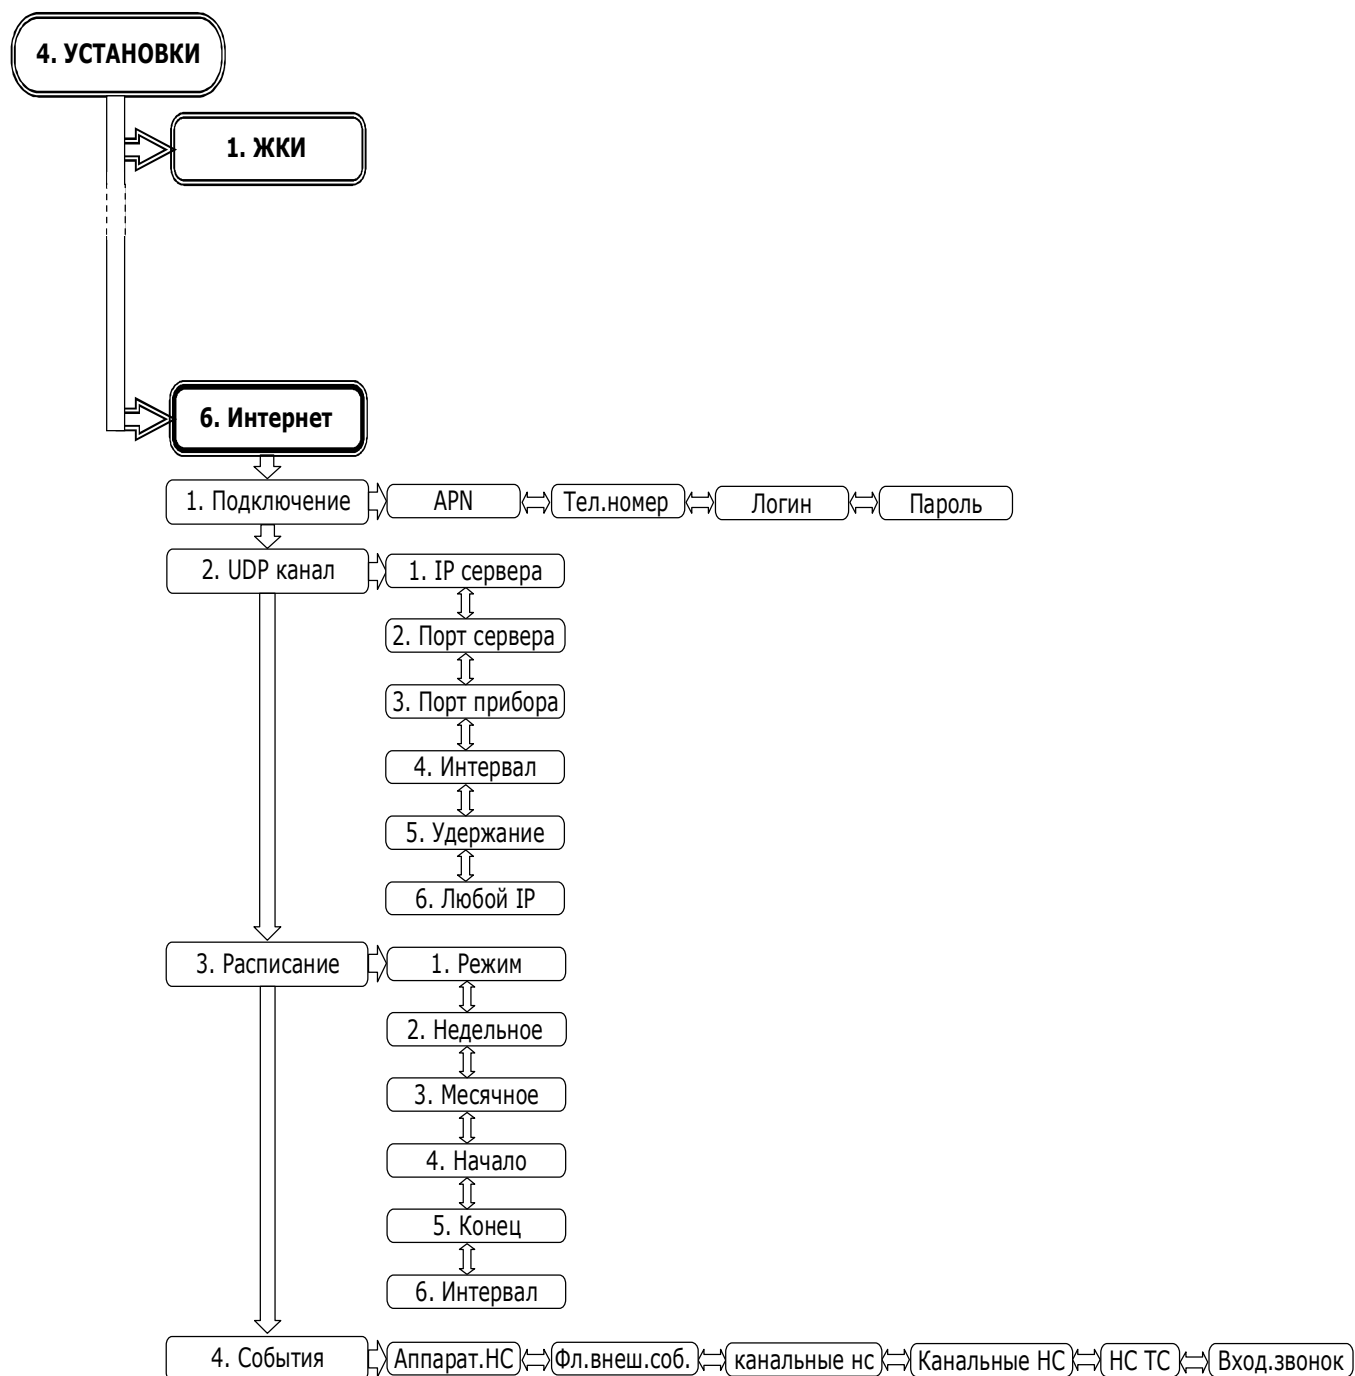 4. УСТАНОВКИ
1. ЖКИ
6. Интернет
1. Подключение
APN
Тел.номер
Логин
Пароль
2. UDP канал
1. IP сервера
2. Порт сервера
3. Порт прибора
4. Интервал
5. Удержание
6. Любой IP
3. Расписание
1. Режим
2. Недельное
3. Месячное
4. Начало
5. Конец
6. Интервал
4. События
Аппарат.НС
Фл.внеш.соб.
канальные нс
Канальные НС
НС ТС
Вход.звонок